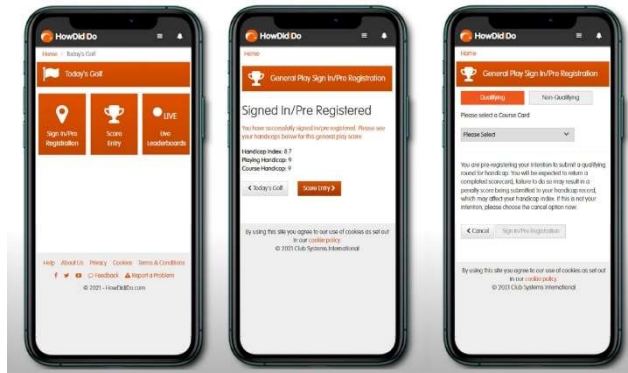 HowDidiDo
Home / Today's Golf
Today's Golf
Sign In/Pre
Registration
Score
Entry
LIVE
Live
Leaderboards
Help About Us Privacy Cookies Terms & Conditions
Feedback Report a Problem
© 2021 - HowDidiDo.com
HowDidiDo
Home
General Play Sign In/Pro Registration
Signed In/Pre Registered
You have successfully signed in/pre-registered. Please see
your handicaps below for this general play score.
Handicap Index: 8.7
Playing Handicap: 9
Course Handicap: 9
Today's Golf
Score Entry
By using this site you agree to our use of cookies as set out
in our cookie policy.
© 2021 Club Systems International
HowDidiDo
Home
General Play Sign In/Pro Registration
Qualifying
Non-Qualifying
Please select a Course Card
Please Select
You are pre-registering your intention to submit a qualifying
round for handicap. You will be expected to return a
completed scorecard, failure to do so may result in a
penalty score being submitted to your handicap record,
which may affect your handicap index. If this is not your
intention, please choose the cancel option now.
Cancel
Sign In/Pre Registration
By using this site you agree to our use of cookies as set out
in our cookie policy.
© 2021 Club Systems International